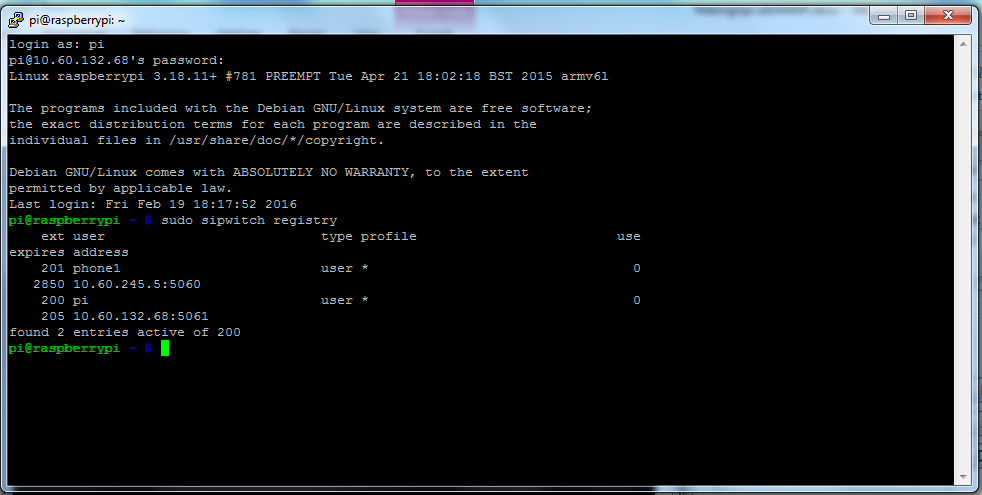 pi@raspberrypi: ~
login as: pi
pi@10.60.132.68's password:
Linux raspberrypi 3.18.11+ #781 PREEMPT Tue Apr 21 18:02:18 BST 2015 armv6l
The programs included with the Debian GNU/Linux system are free software;
the exact distribution terms for each program are described in the
individual files in /usr/share/doc/*/copyright.
Debian GNU/Linux comes with ABSOLUTELY NO WARRANTY, to the extent
permitted by applicable law.
Last login: Fri Feb 19 18:17:52 2016
pi@raspberrypi ~ $ sudo sipwitch registry
ext user type profile use
expires address
201 phone1 user * 0
2850 10.60.245.5:5060
200 pi user * 0
205 10.60.132.68:5061
found 2 entries active of 200
pi@raspberrypi ~ $